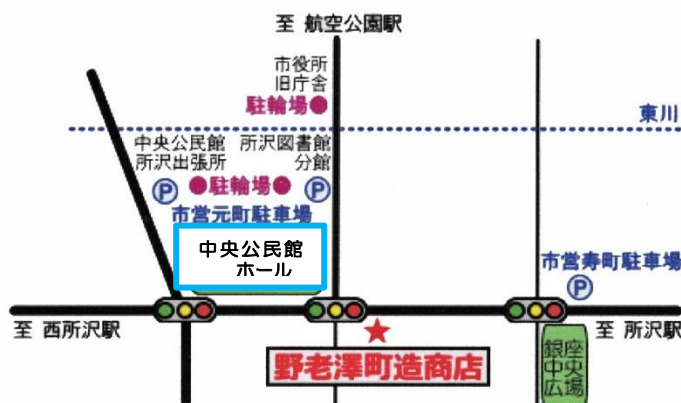 至 航空公園駅
市役所
旧庁舎
駐輪場●
東川
中央公民館
所沢出張所
所沢図書館
分館
P
●駐輪場●
P
市営元町駐車場
中央公民館
ホール
市営寿町駐車場
P
至 西所沢駅
至 所沢駅
★
野老澤町造商店
銀座
中央
広場